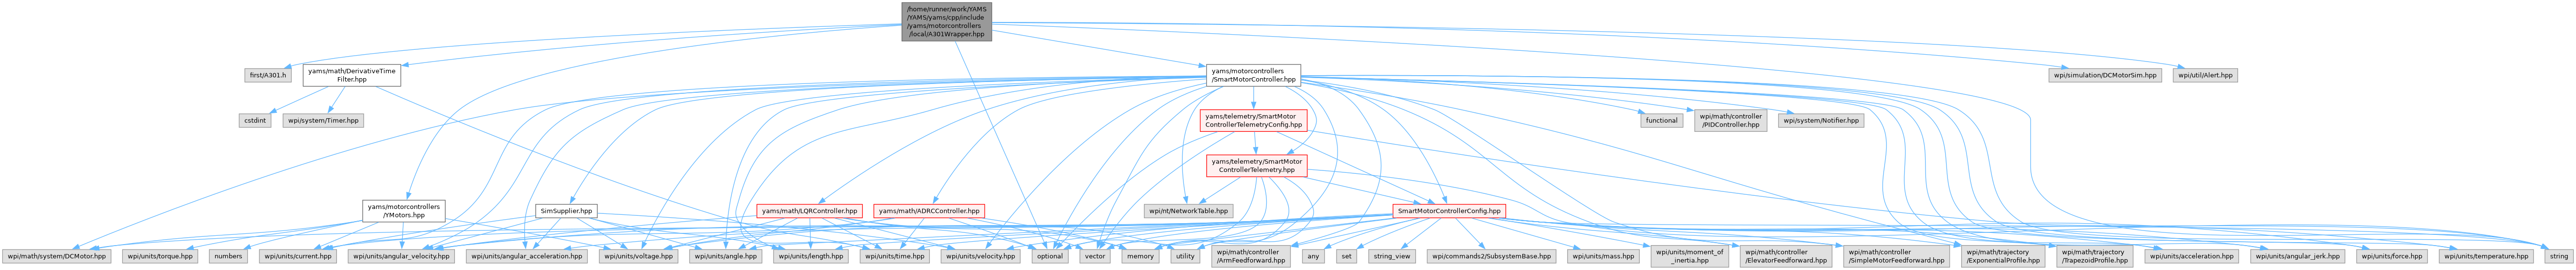 /home/runner/work/YAMS
/YAMS/yams/cpp/include
/yams/motorcontrollers
/local/A301Wrapper.hpp
first/A301.h
yams/math/DerivativeTime
Filter.hpp
yams/motorcontrollers
/SmartMotorController.hpp
wpi/simulation/DCMotorSim.hpp
wpi/util/Alert.hpp
cstdint
wpi/system/Timer.hpp
yams/telemetry/SmartMotor
ControllerTelemetryConfig.hpp
functional
wpi/math/controller
/PIDController.hpp
wpi/system/Notifier.hpp
yams/telemetry/SmartMotor
ControllerTelemetry.hpp
yams/motorcontrollers
/YMotors.hpp
SimSupplier.hpp
yams/math/LQRController.hpp
yams/math/ADRCController.hpp
wpi/nt/NetworkTable.hpp
SmartMotorControllerConfig.hpp
wpi/math/system/DCMotor.hpp
wpi/units/torque.hpp
numbers
wpi/units/current.hpp
wpi/units/angular_velocity.hpp
wpi/units/angular_acceleration.hpp
wpi/units/voltage.hpp
wpi/units/angle.hpp
wpi/units/length.hpp
wpi/units/time.hpp
wpi/units/velocity.hpp
optional
vector
memory
utility
wpi/math/controller
/ArmFeedforward.hpp
any
set
string_view
wpi/commands2/SubsystemBase.hpp
wpi/units/mass.hpp
wpi/units/moment_of
_inertia.hpp
wpi/math/controller
/ElevatorFeedforward.hpp
wpi/math/controller
/SimpleMotorFeedforward.hpp
wpi/math/trajectory
/ExponentialProfile.hpp
wpi/math/trajectory
/TrapezoidProfile.hpp
wpi/units/acceleration.hpp
wpi/units/angular_jerk.hpp
wpi/units/force.hpp
wpi/units/temperature.hpp
string